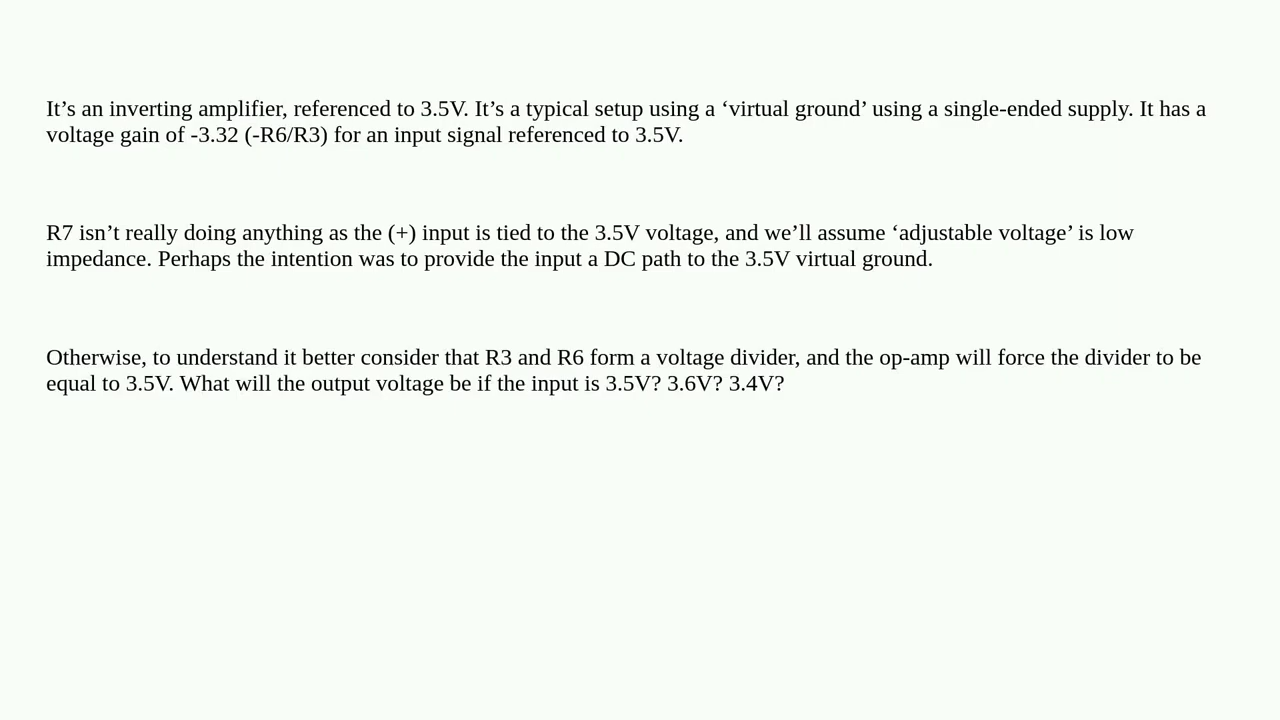 It’s an inverting amplifier, referenced to 3.5V. It’s a typical setup using a ‘virtual ground’ using a single-ended supply. It has a
voltage gain of -3.32 (-R6/R3) for an input signal referenced to 3.5V.
R7 isn’t really doing anything as the (+) input is tied to the 3.5V voltage, and we’ll assume ‘adjustable voltage’ is low
impedance. Perhaps the intention was to provide the input a DC path to the 3.5V virtual ground.
Otherwise, to understand it better consider that R3 and R6 form a voltage divider, and the op-amp will force the divider to be
equal to 3.5V. What will the output voltage be if the input is 3.5V? 3.6V? 3.4V?